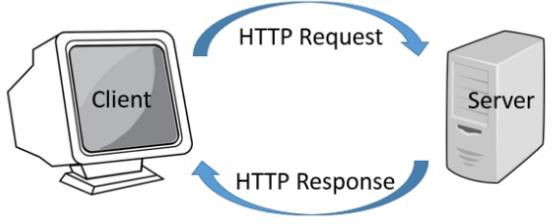 HTTP Request
Client
Server
HTTP Response